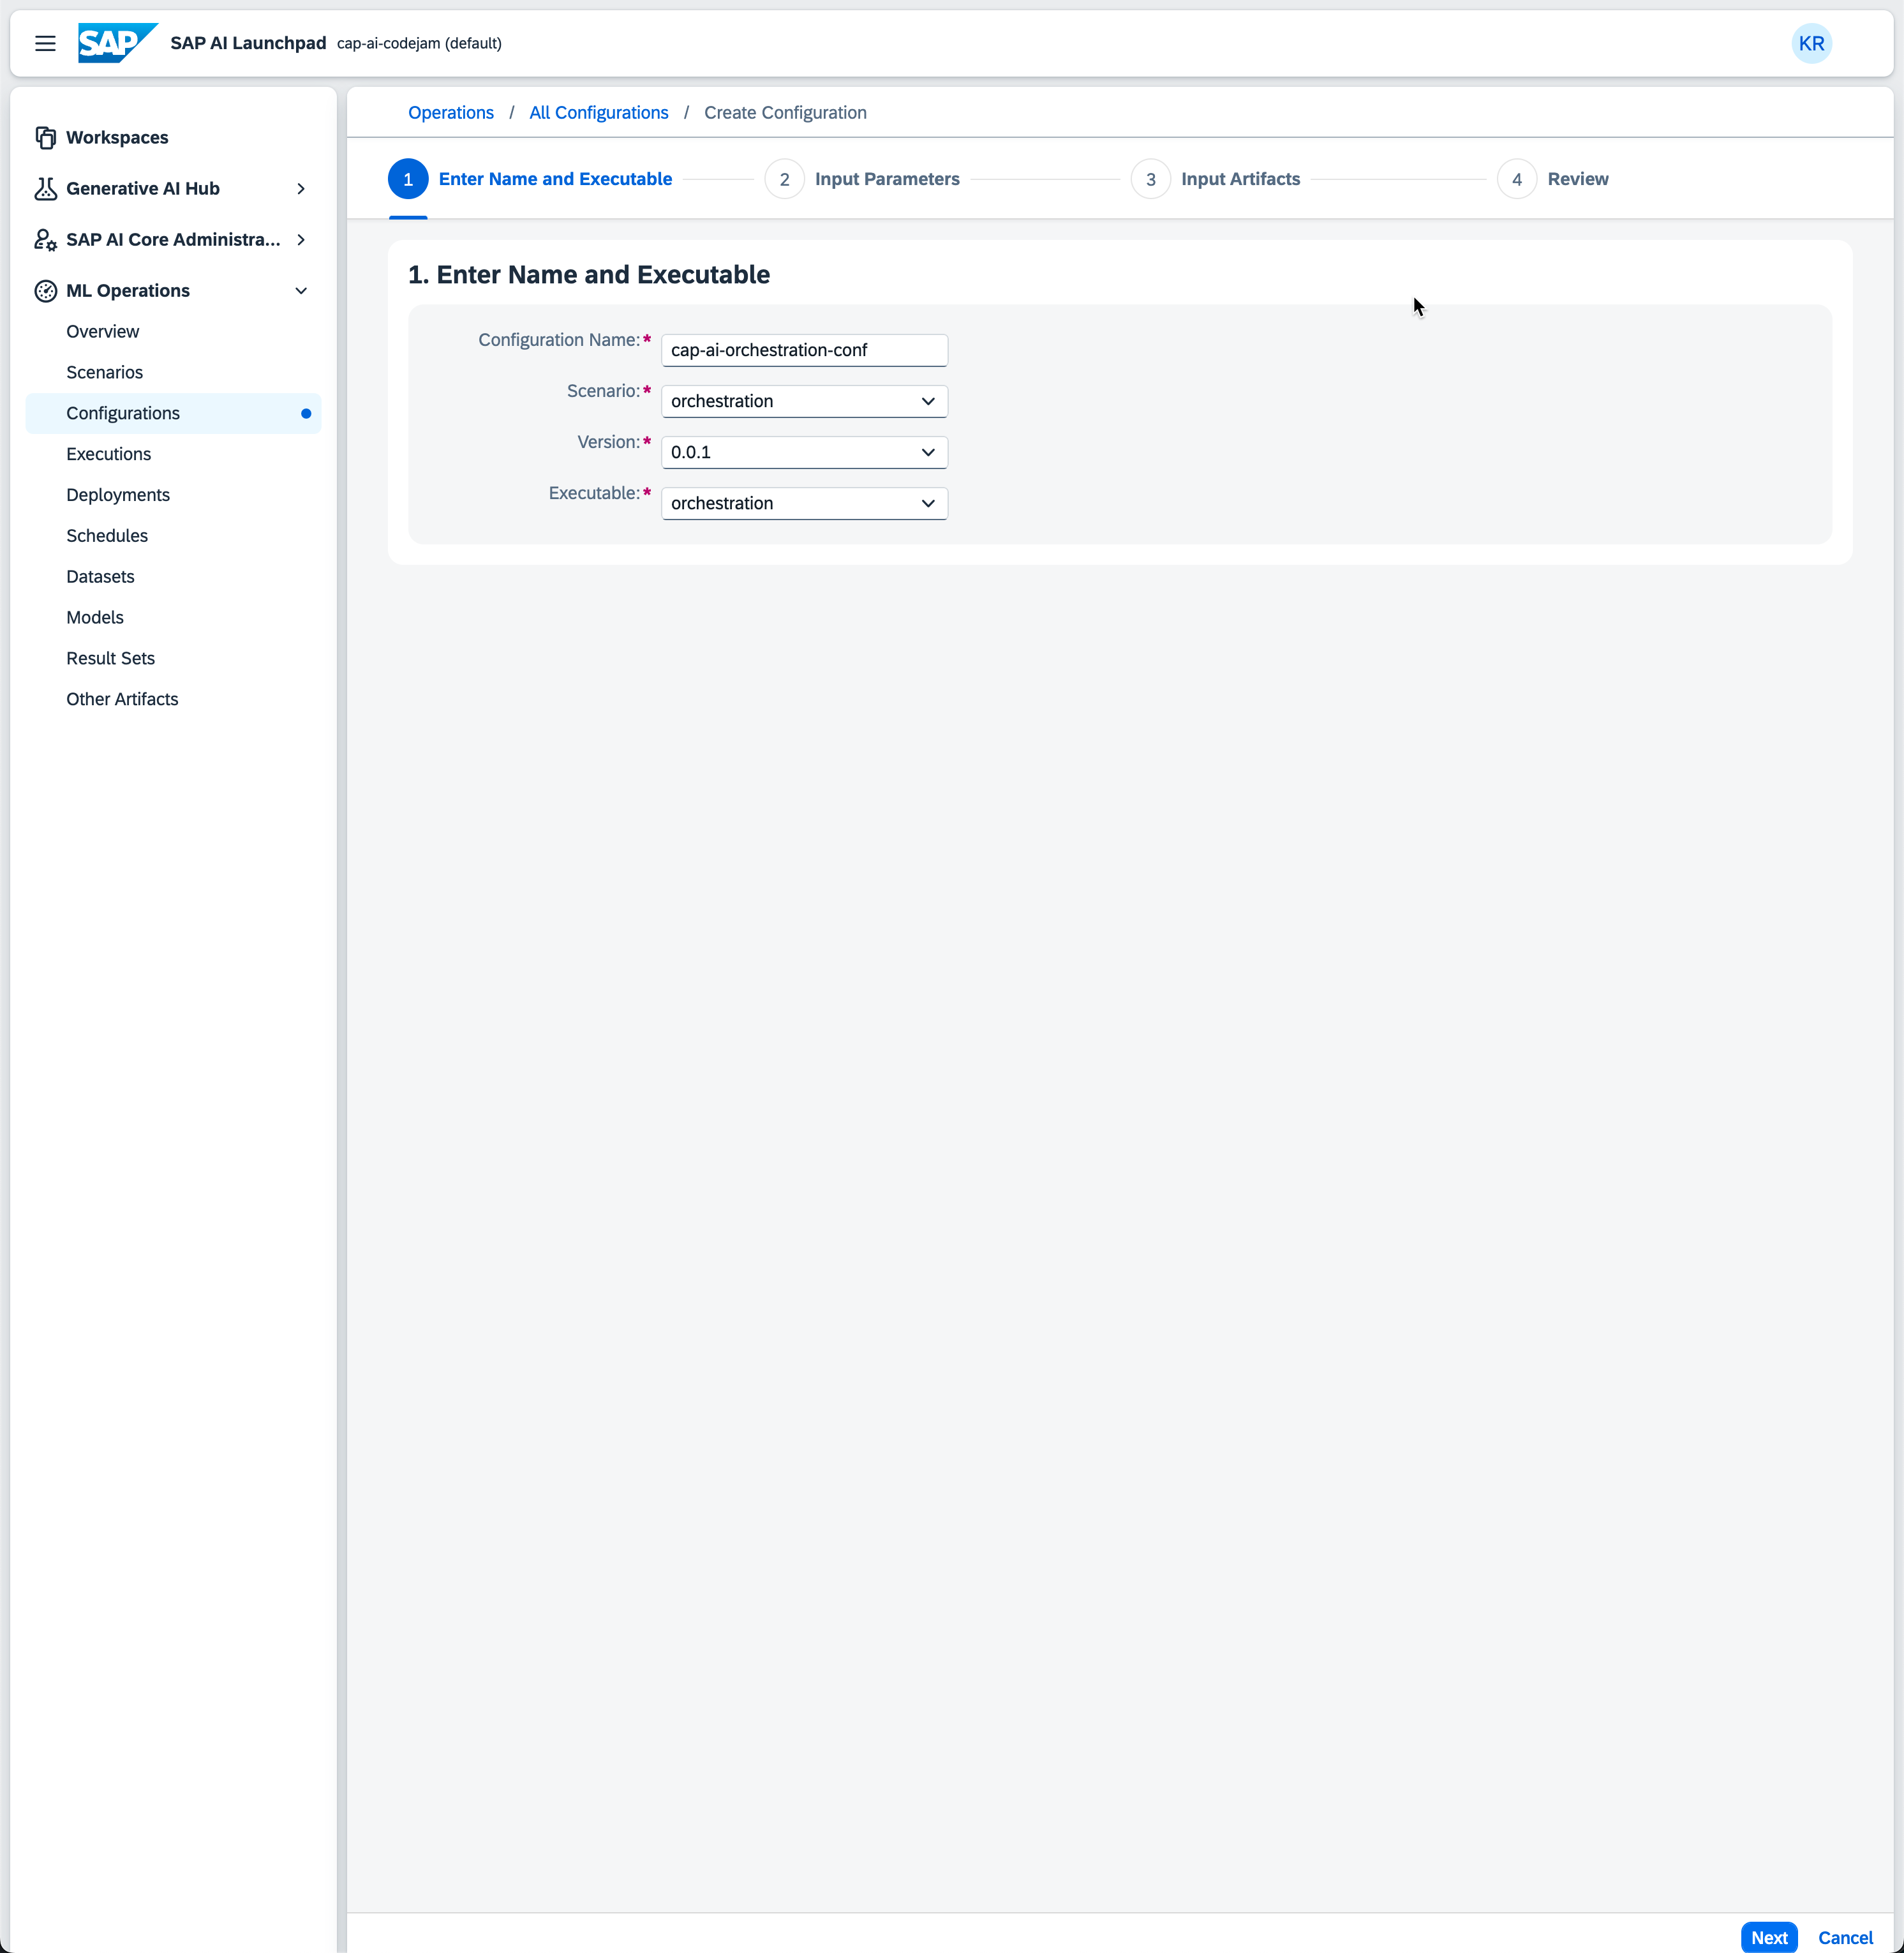 SAP SAP AI Launchpad cap-ai-codejam (default) KR
Workspaces
Generative AI Hub
SAP AI Core Administra...
ML Operations
Overview
Scenarios
Configurations
Executions
Deployments
Schedules
Datasets
Models
Result Sets
Other Artifacts
Operations / All Configurations / Create Configuration
1 Enter Name and Executable 2 Input Parameters 3 Input Artifacts 4 Review
1. Enter Name and Executable
Configuration Name:* cap-ai-orchestration-conf
Scenario:* orchestration
Version:* 0.0.1
Executable:* orchestration
Next Cancel